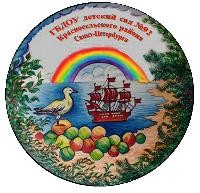 ГБДОУ детский сад №92
Красносельского района
Санкт-Петербурга